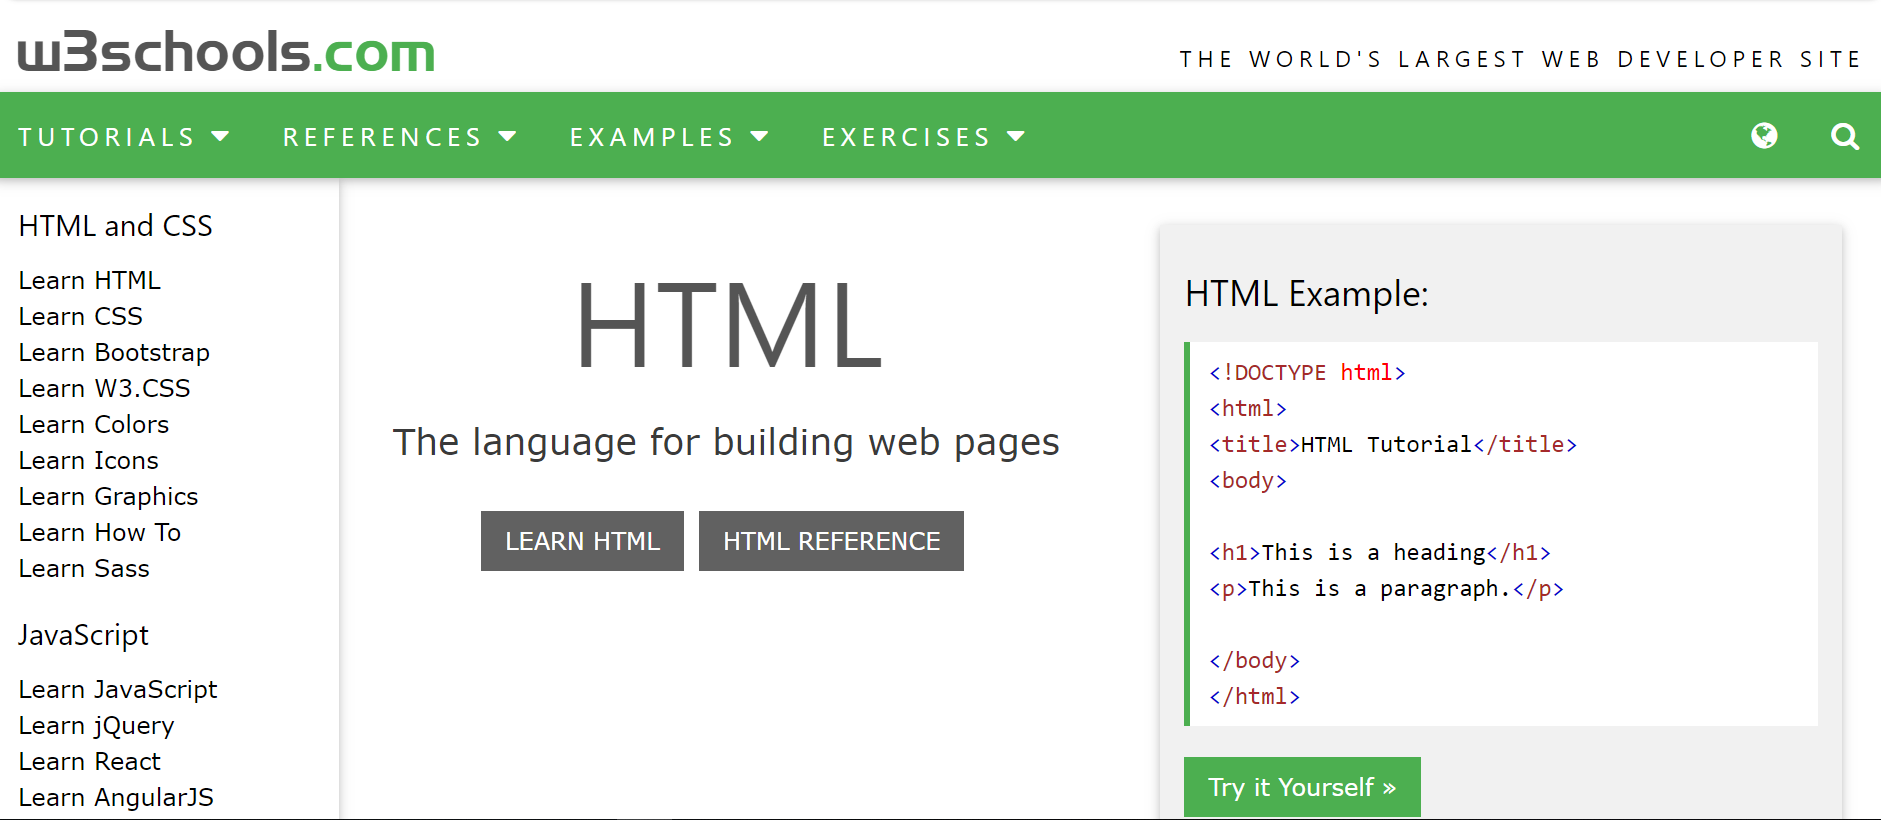 w3schools.com
THE WORLD'S LARGEST WEB DEVELOPER SITE
TUTORIALS REFERENCES EXAMPLES EXERCISES
HTML and CSS
Learn HTML
Learn CSS
Learn Bootstrap
Learn W3.CSS
Learn Colors
Learn Icons
Learn Graphics
Learn How To
Learn Sass
JavaScript
Learn JavaScript
Learn jQuery
Learn React
Learn AngularJS
HTML
The language for building web pages
LEARN HTML
HTML REFERENCE
HTML Example:
<!DOCTYPE html>
<html>
<title>HTML Tutorial</title>
<body>
<h1>This is a heading</h1>
<p>This is a paragraph.</p>
</body>
</html>
Try it Yourself »